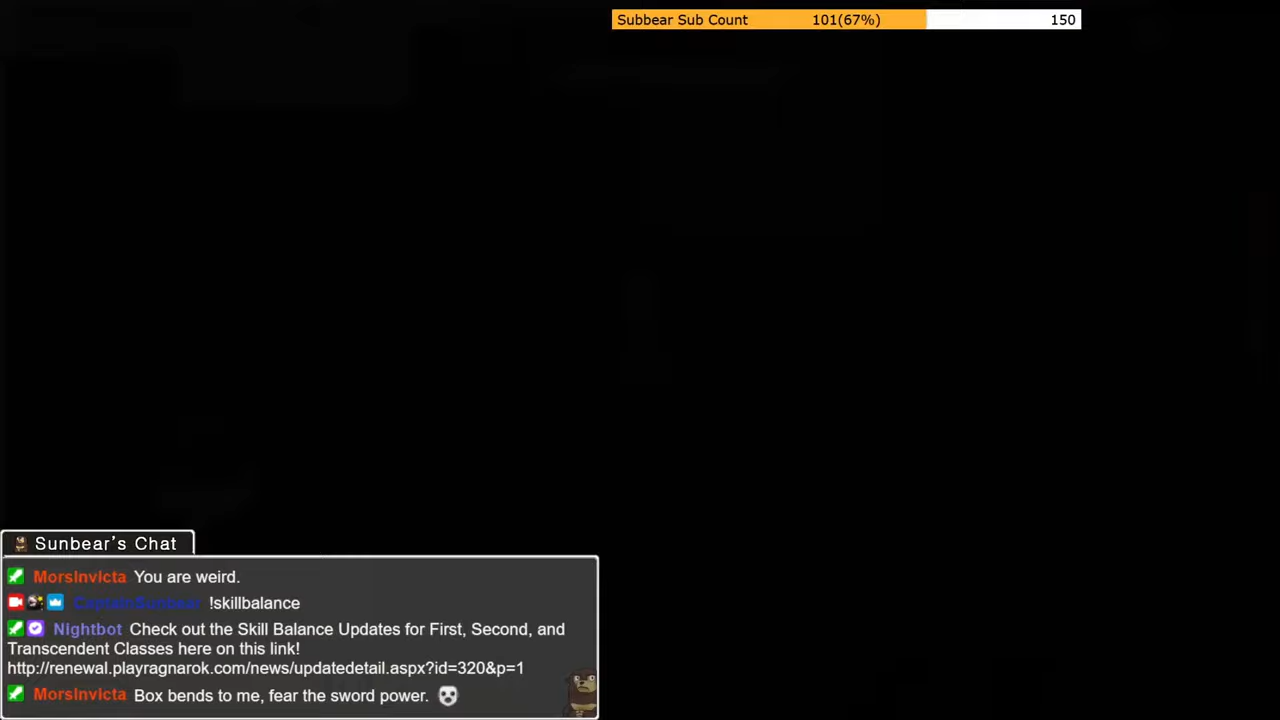 Subbear Sub Count 101(67%) 150
Sunbear's Chat
MorsInvicta You are weird.
CaptainSunbear !skillbalance
Nightbot Check out the Skill Balance Updates for First, Second, and
Transcendent Classes here on this link!
http://renewal.playragnarok.com/news/updatedetail.aspx?id=320&p=1
MorsInvicta Box bends to me, fear the sword power.